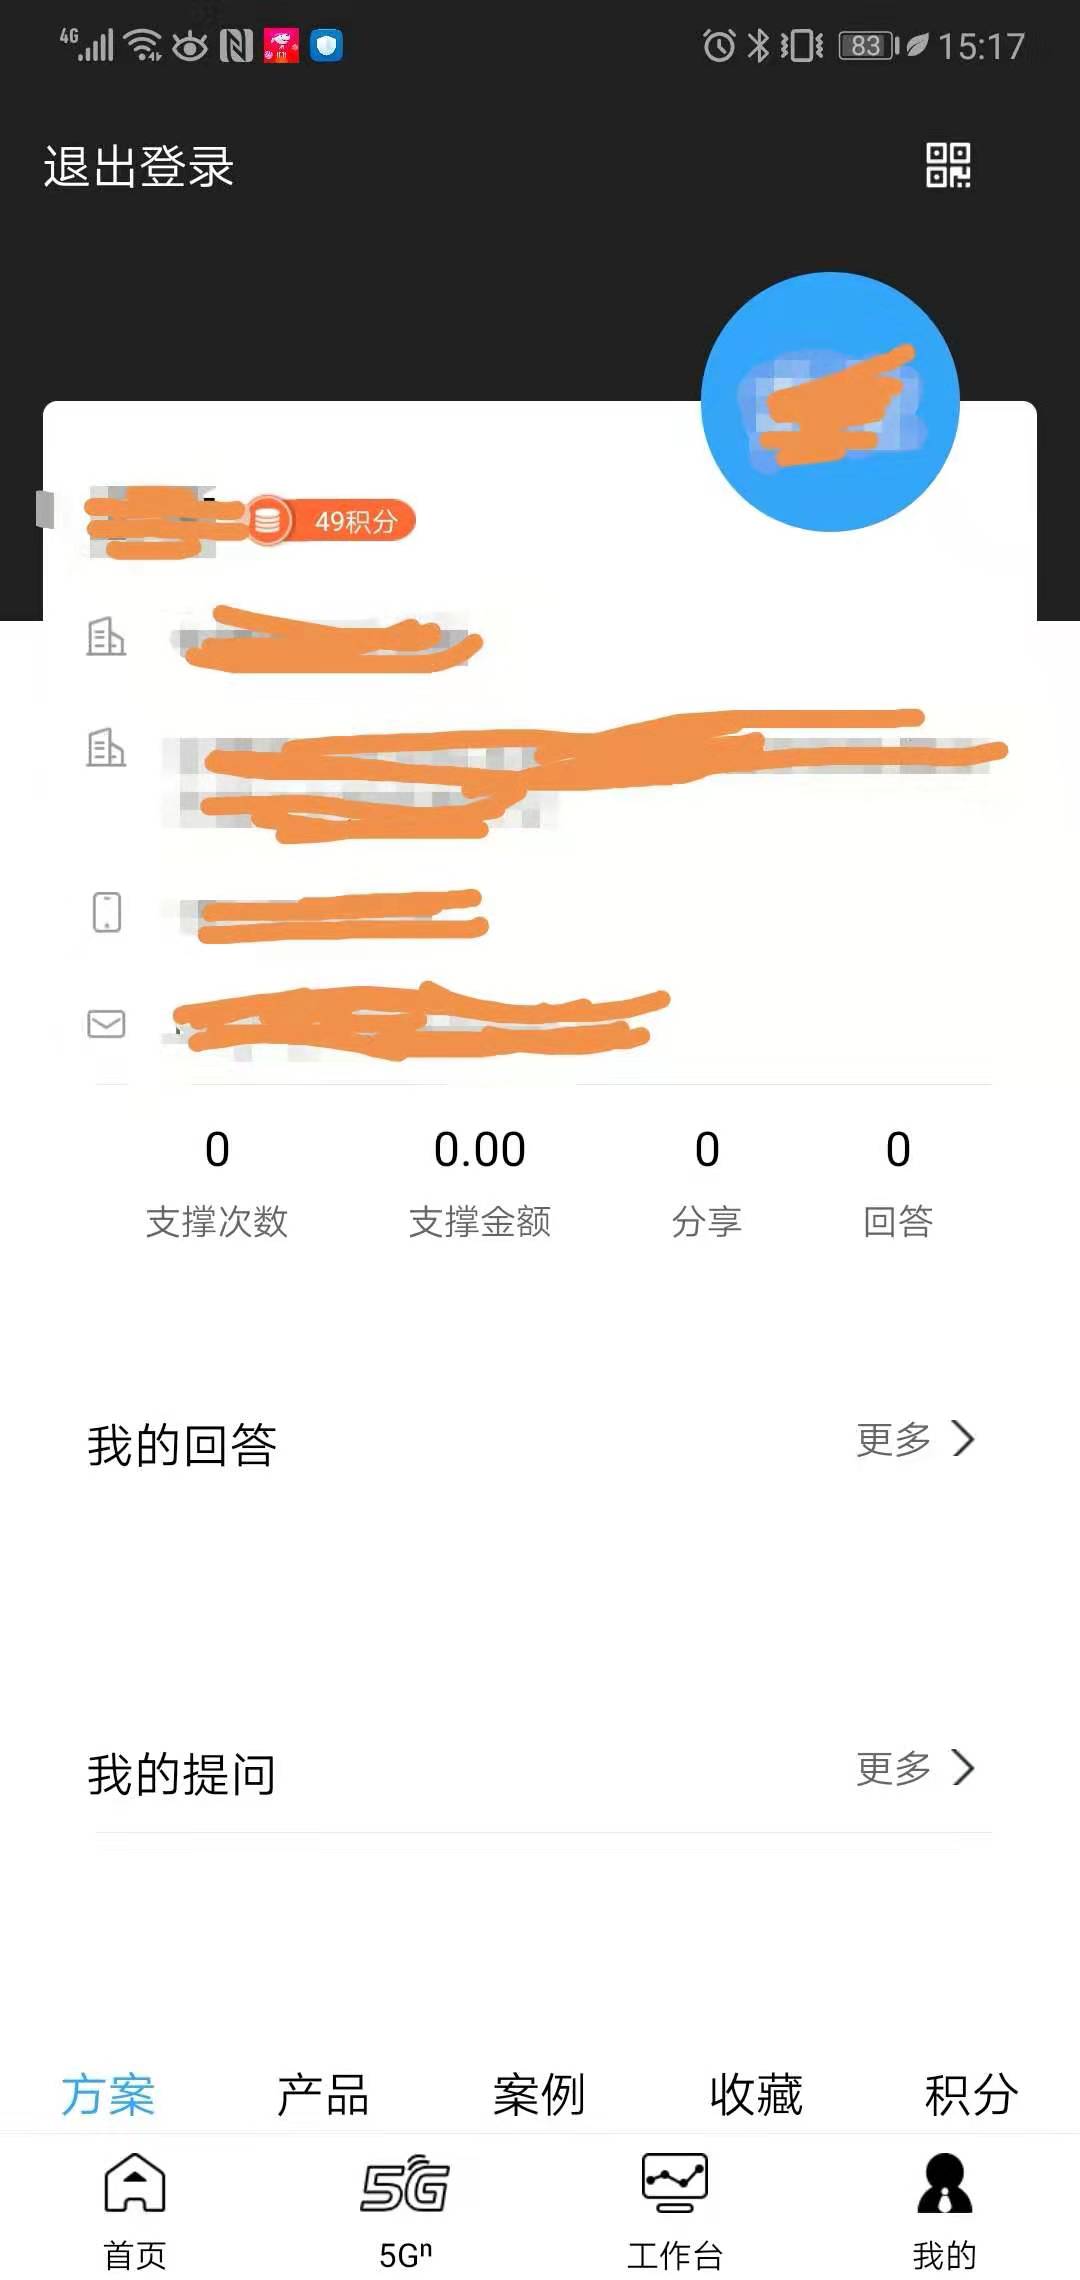 4G 83 15:17
退出登录
49积分
0 0.00 0 0
支撑次数 支撑金额 分享 回答
我的回答 更多
我的提问 更多
方案 产品 案例 收藏 积分
5G
首页 5Gⁿ 工作台 我的